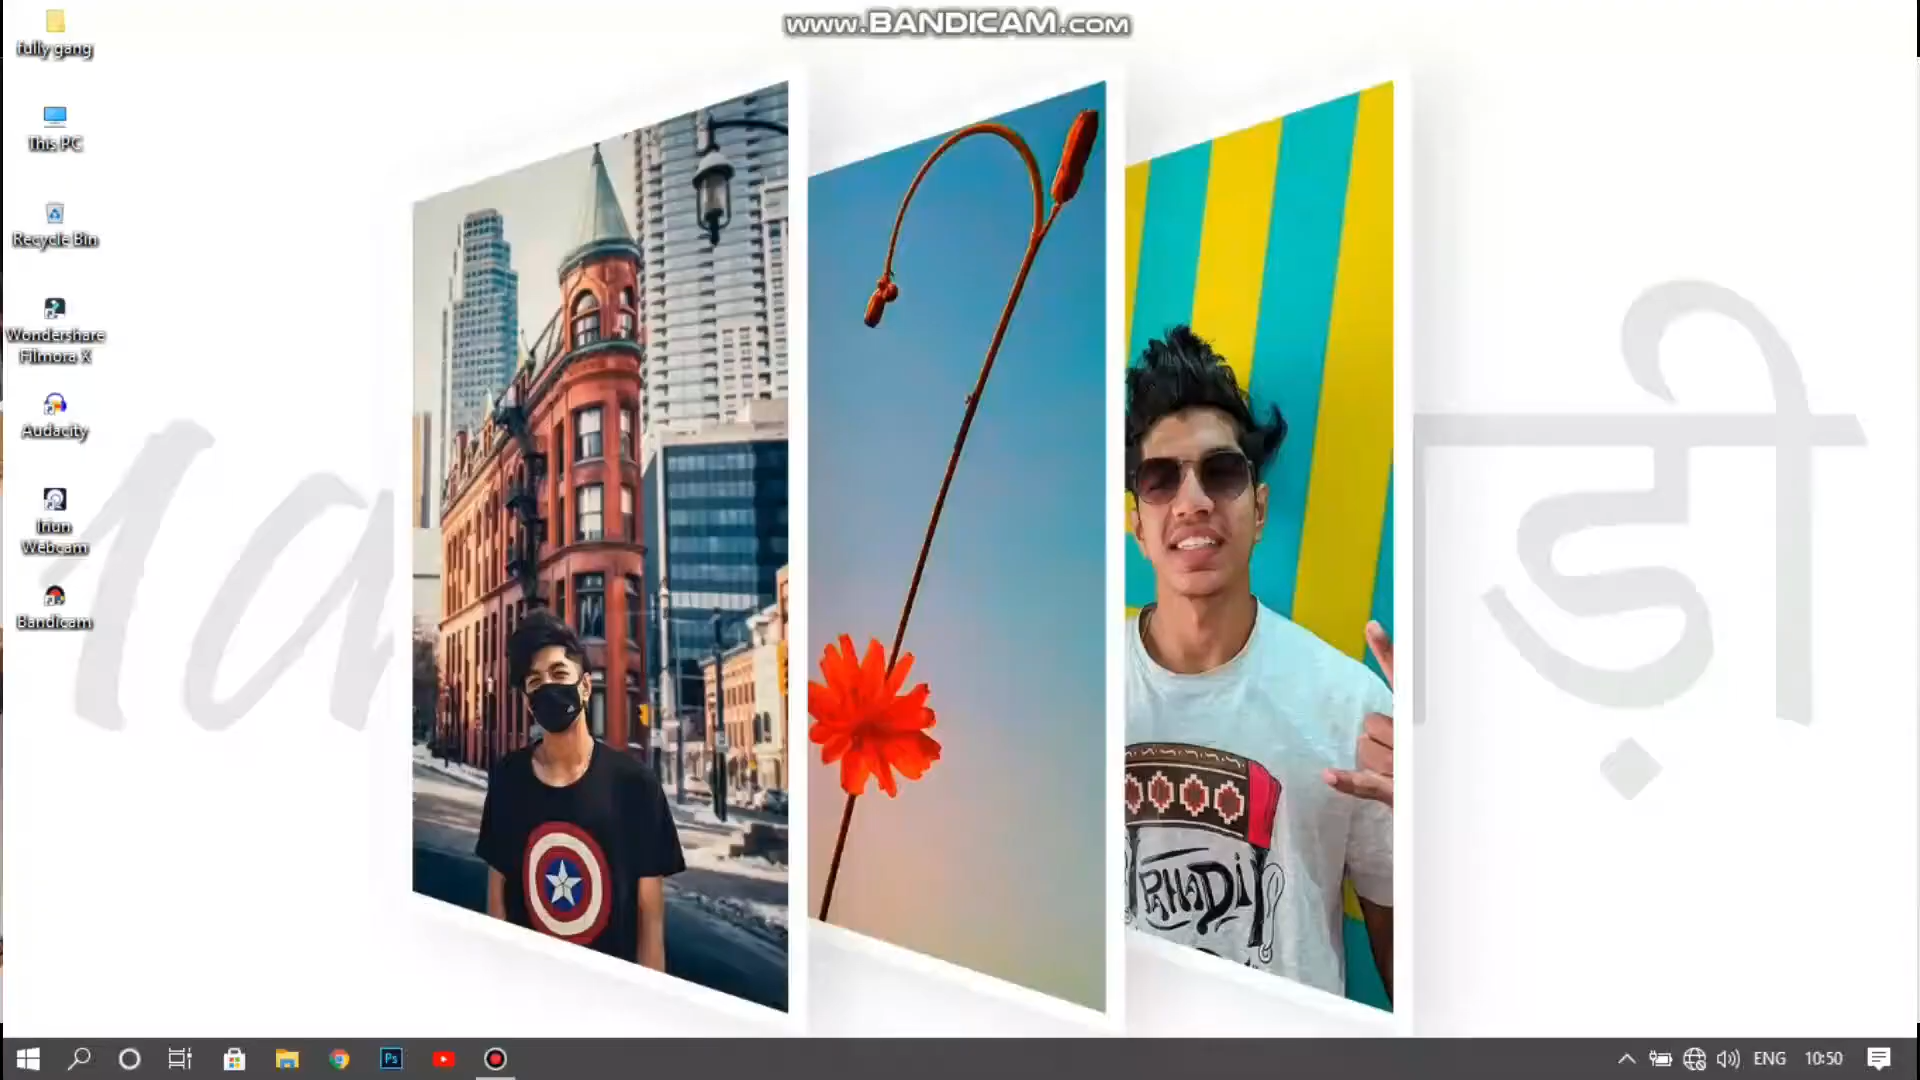 www.BANDICAM.com
fully gang
This PC
Recycle Bin
Wondershare
Filmora X
Audacity
Iriun
Webcam
Bandicam
ड़ी
PAHADI
Ps
ENG
10:50